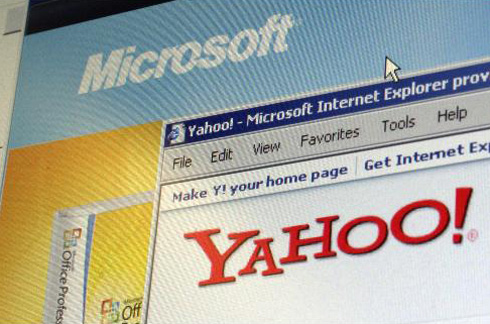 Microsoft
Yahoo! - Microsoft Internet Explorer prov
File Edit View Favorites Tools Help
Make Y! your home page Get Internet Exp
YAHOO!®
Office Profess
Microsoft
Off